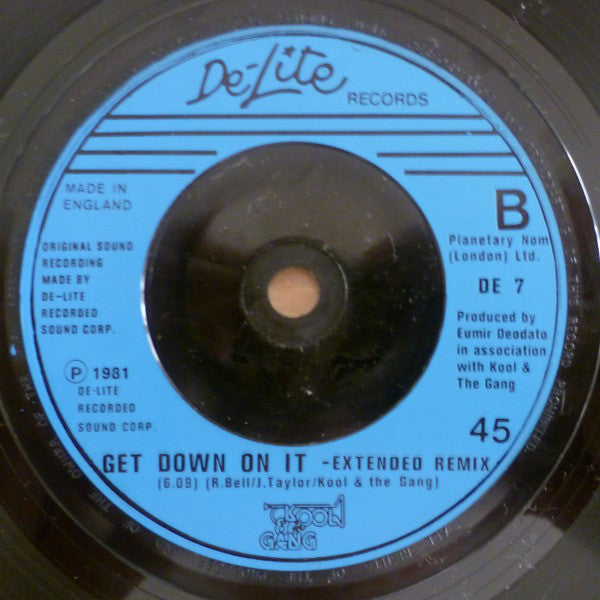 De-Lite
RECORDS
MADE IN
ENGLAND
B
ORIGINAL SOUND
RECORDING
MADE BY
DE-LITE
RECORDED
SOUND CORP.
Planetary Nom
(London) Ltd.
DE 7
Produced by
Eumir Deodato
in association
with Kool &
The Gang
P 1981
DE-LITE
RECORDED
SOUND CORP.
45
GET DOWN ON IT - EXTENDED REMIX
(6.09) (R.Bell/J.Taylor/Kool & the Gang)
KOOL
AND THE
GANG